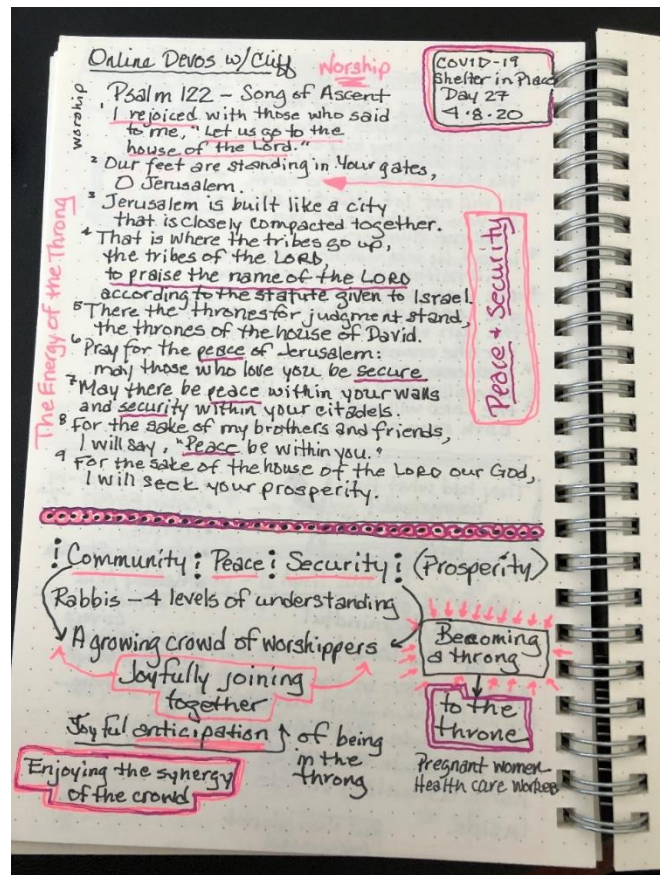 Online Devos w/Cliff
Worship
COVID-19
Shelter in Place
Day 27
4.8.20
worship
Psalm 122 - Song of Ascent
1 I rejoiced with those who said
to me, "Let us go to the
house of the Lord."
2 Our feet are standing in your gates,
O Jerusalem.
3 Jerusalem is built like a city
that is closely compacted together.
4 That is where the tribes go up,
the tribes of the LORD,
to praise the name of the LORD
according to the statute given to Israel.
5 There the thrones for judgment stand,
the thrones of the house of David.
6 Pray for the peace of Jerusalem:
may those who love you be secure
7 May there be peace within your walls
and security within your citadels.
8 For the sake of my brothers and friends,
I will say, "Peace be within you."
9 For the sake of the house of the LORD our God,
I will seek your prosperity.
The Energy of the Throng
Peace & Security
: Community : Peace : Security : (Prosperity)
Rabbis - 4 levels of understanding
A growing crowd of worshippers
Joyfully joining
together
Becoming
a throng
to the
throne
Joyful anticipation of being
in the
throng
Enjoying the synergy
of the crowd
Pregnant women
Health care workers